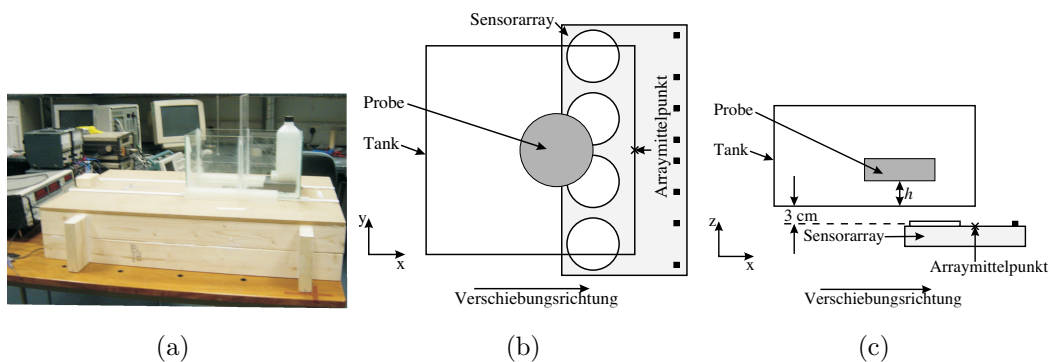 Sensorarray
Probe
Tank
Arraymittelpunkt
y
x
Verschiebungsrichtung
Probe
Tank
h
3 cm
z
Sensorarray
x
Arraymittelpunkt
Verschiebungsrichtung
(a)
(b)
(c)